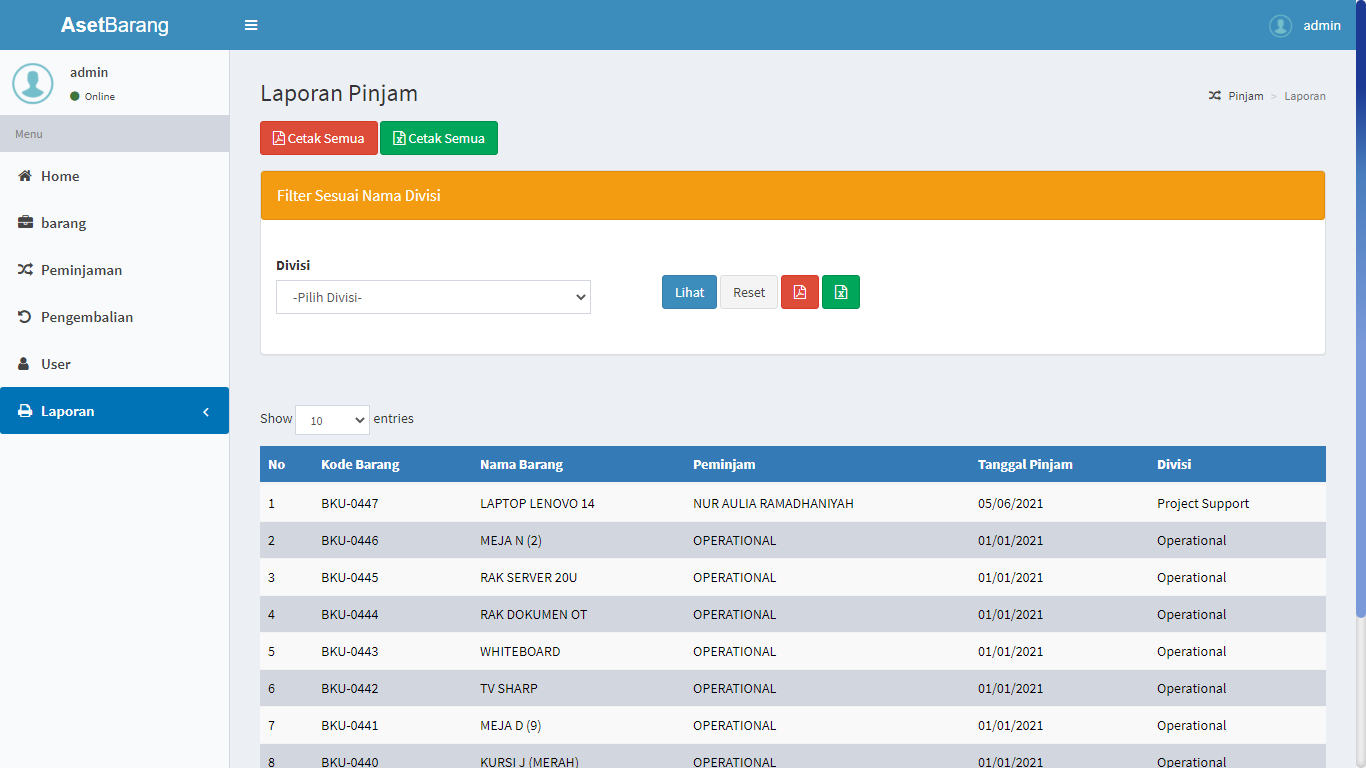 AsetBarang
admin
admin
Online
Menu
Home
barang
Peminjaman
Pengembalian
User
Laporan
Laporan Pinjam
Pinjam > Laporan
Cetak Semua Cetak Semua
Filter Sesuai Nama Divisi
Divisi
-Pilih Divisi- Lihat Reset
Show 10 entries
No Kode Barang Nama Barang Peminjam Tanggal Pinjam Divisi
1 BKU-0447 LAPTOP LENOVO 14 NUR AULIA RAMADHANIYAH 05/06/2021 Project Support
2 BKU-0446 MEJA N (2) OPERATIONAL 01/01/2021 Operational
3 BKU-0445 RAK SERVER 20U OPERATIONAL 01/01/2021 Operational
4 BKU-0444 RAK DOKUMEN OT OPERATIONAL 01/01/2021 Operational
5 BKU-0443 WHITEBOARD OPERATIONAL 01/01/2021 Operational
6 BKU-0442 TV SHARP OPERATIONAL 01/01/2021 Operational
7 BKU-0441 MEJA D (9) OPERATIONAL 01/01/2021 Operational
8 BKU-0440 KURSI J (MERAH) OPERATIONAL 01/01/2021 Operational